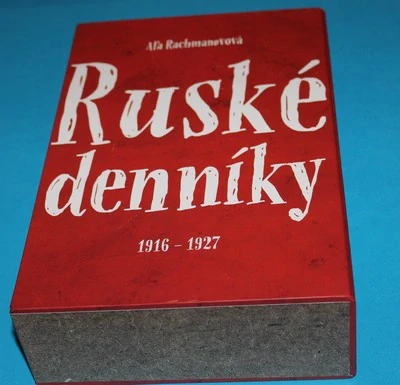 Aľa Rachmanovová
Ruské
denníky
1916 – 1927